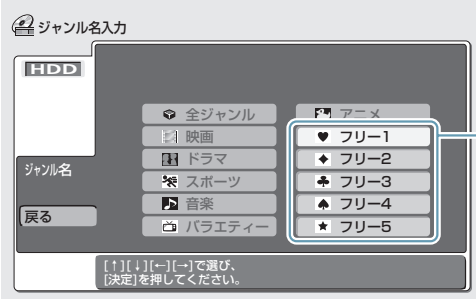 ジャンル名入力
HDD
全ジャンル
アニメ
映画
フリー1
ドラマ
フリー2
スポーツ
フリー3
音楽
フリー4
バラエティー
フリー5
ジャンル名
戻る
[↑][↓][←][→]で選び、
[決定]を押してください。